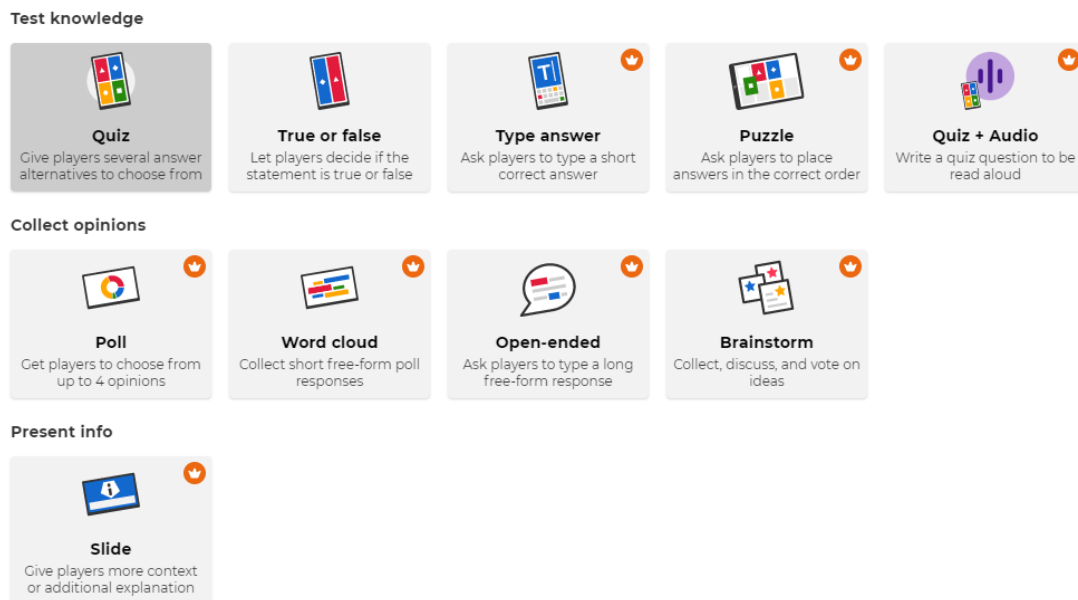 Test knowledge
Quiz
Give players several answer
alternatives to choose from
True or false
Let players decide if the
statement is true or false
Type answer
Ask players to type a short
correct answer
Puzzle
Ask players to place
answers in the correct order
Quiz + Audio
Write a quiz question to be
read aloud
Collect opinions
Poll
Get players to choose from
up to 4 opinions
Word cloud
Collect short free-form poll
responses
Open-ended
Ask players to type a long
free-form response
Brainstorm
Collect, discuss, and vote on
ideas
Present info
Slide
Give players more context
or additional explanation